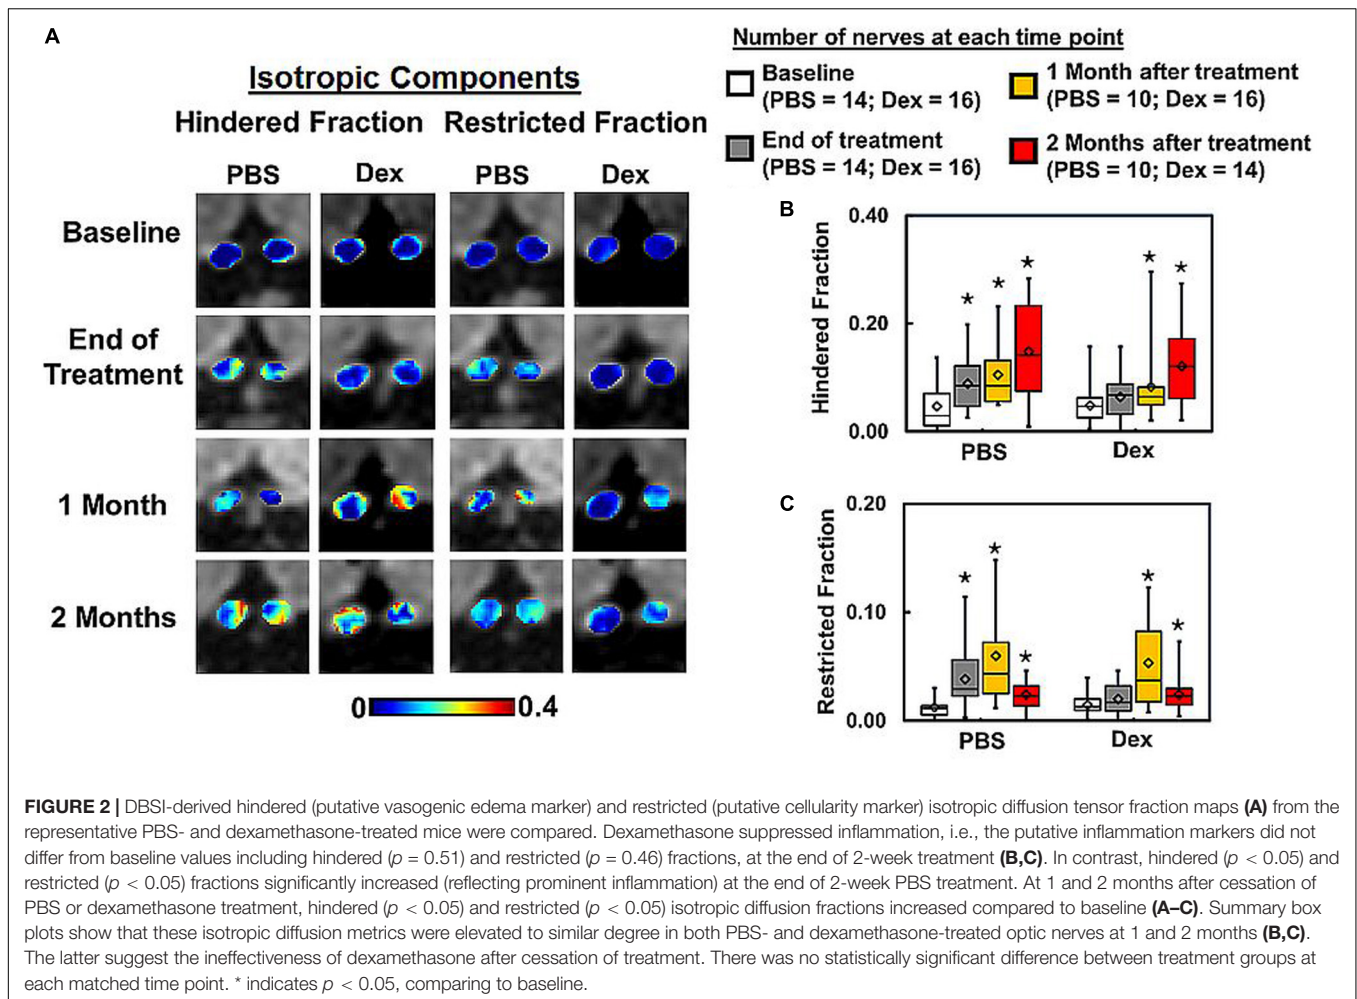 A
Isotropic Components
Hindered Fraction Restricted Fraction
PBS Dex PBS Dex
Baseline
End of
Treatment
1 Month
2 Months
0 0.4
Number of nerves at each time point
Baseline
(PBS = 14; Dex = 16)
1 Month after treatment
(PBS = 10; Dex = 16)
End of treatment
(PBS = 14; Dex = 16)
2 Months after treatment
(PBS = 10; Dex = 14)
B
Hindered Fraction
0.40
0.20
0.00
* * * * *
PBS Dex
C
Restricted Fraction
0.20
0.10
0.00
* * * * *
PBS Dex
FIGURE 2 | DBSI-derived hindered (putative vasogenic edema marker) and restricted (putative cellularity marker) isotropic diffusion tensor fraction maps (A) from the
representative PBS- and dexamethasone-treated mice were compared. Dexamethasone suppressed inflammation, i.e., the putative inflammation markers did not
differ from baseline values including hindered (p = 0.51) and restricted (p = 0.46) fractions, at the end of 2-week treatment (B,C). In contrast, hindered (p < 0.05) and
restricted (p < 0.05) fractions significantly increased (reflecting prominent inflammation) at the end of 2-week PBS treatment. At 1 and 2 months after cessation of
PBS or dexamethasone treatment, hindered (p < 0.05) and restricted (p < 0.05) isotropic diffusion fractions increased compared to baseline (A–C). Summary box
plots show that these isotropic diffusion metrics were elevated to similar degree in both PBS- and dexamethasone-treated optic nerves at 1 and 2 months (B,C).
The latter suggest the ineffectiveness of dexamethasone after cessation of treatment. There was no statistically significant difference between treatment groups at
each matched time point. * indicates p < 0.05, comparing to baseline.